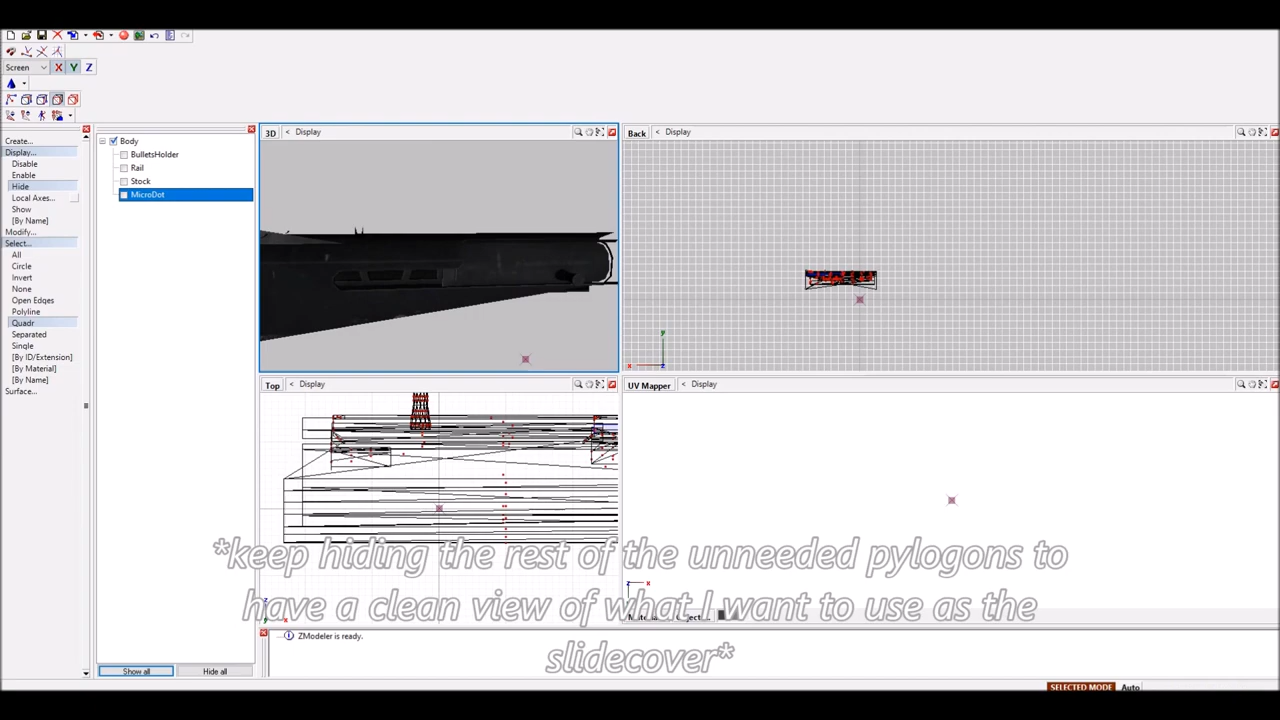 Screen
X Y Z
Create...
Display...
Disable
Enable
Hide
Local Axes...
Show
[By Name]
Modify...
Select...
All
Circle
Invert
None
Open Edges
Polyline
Quadr
Separated
Single
[By ID/Extension]
[By Material]
[By Name]
Surface...
Body
BulletsHolder
Rail
Stock
MicroDot
Show all
Hide all
3D < Display
Back < Display
y
x z
Top < Display
UV Mapper < Display
x
*keep hiding the rest of the unneeded pylogons to
have a clean view of what I want to use as the
slidecover*
ZModeler is ready.
SELECTED MODE Auto